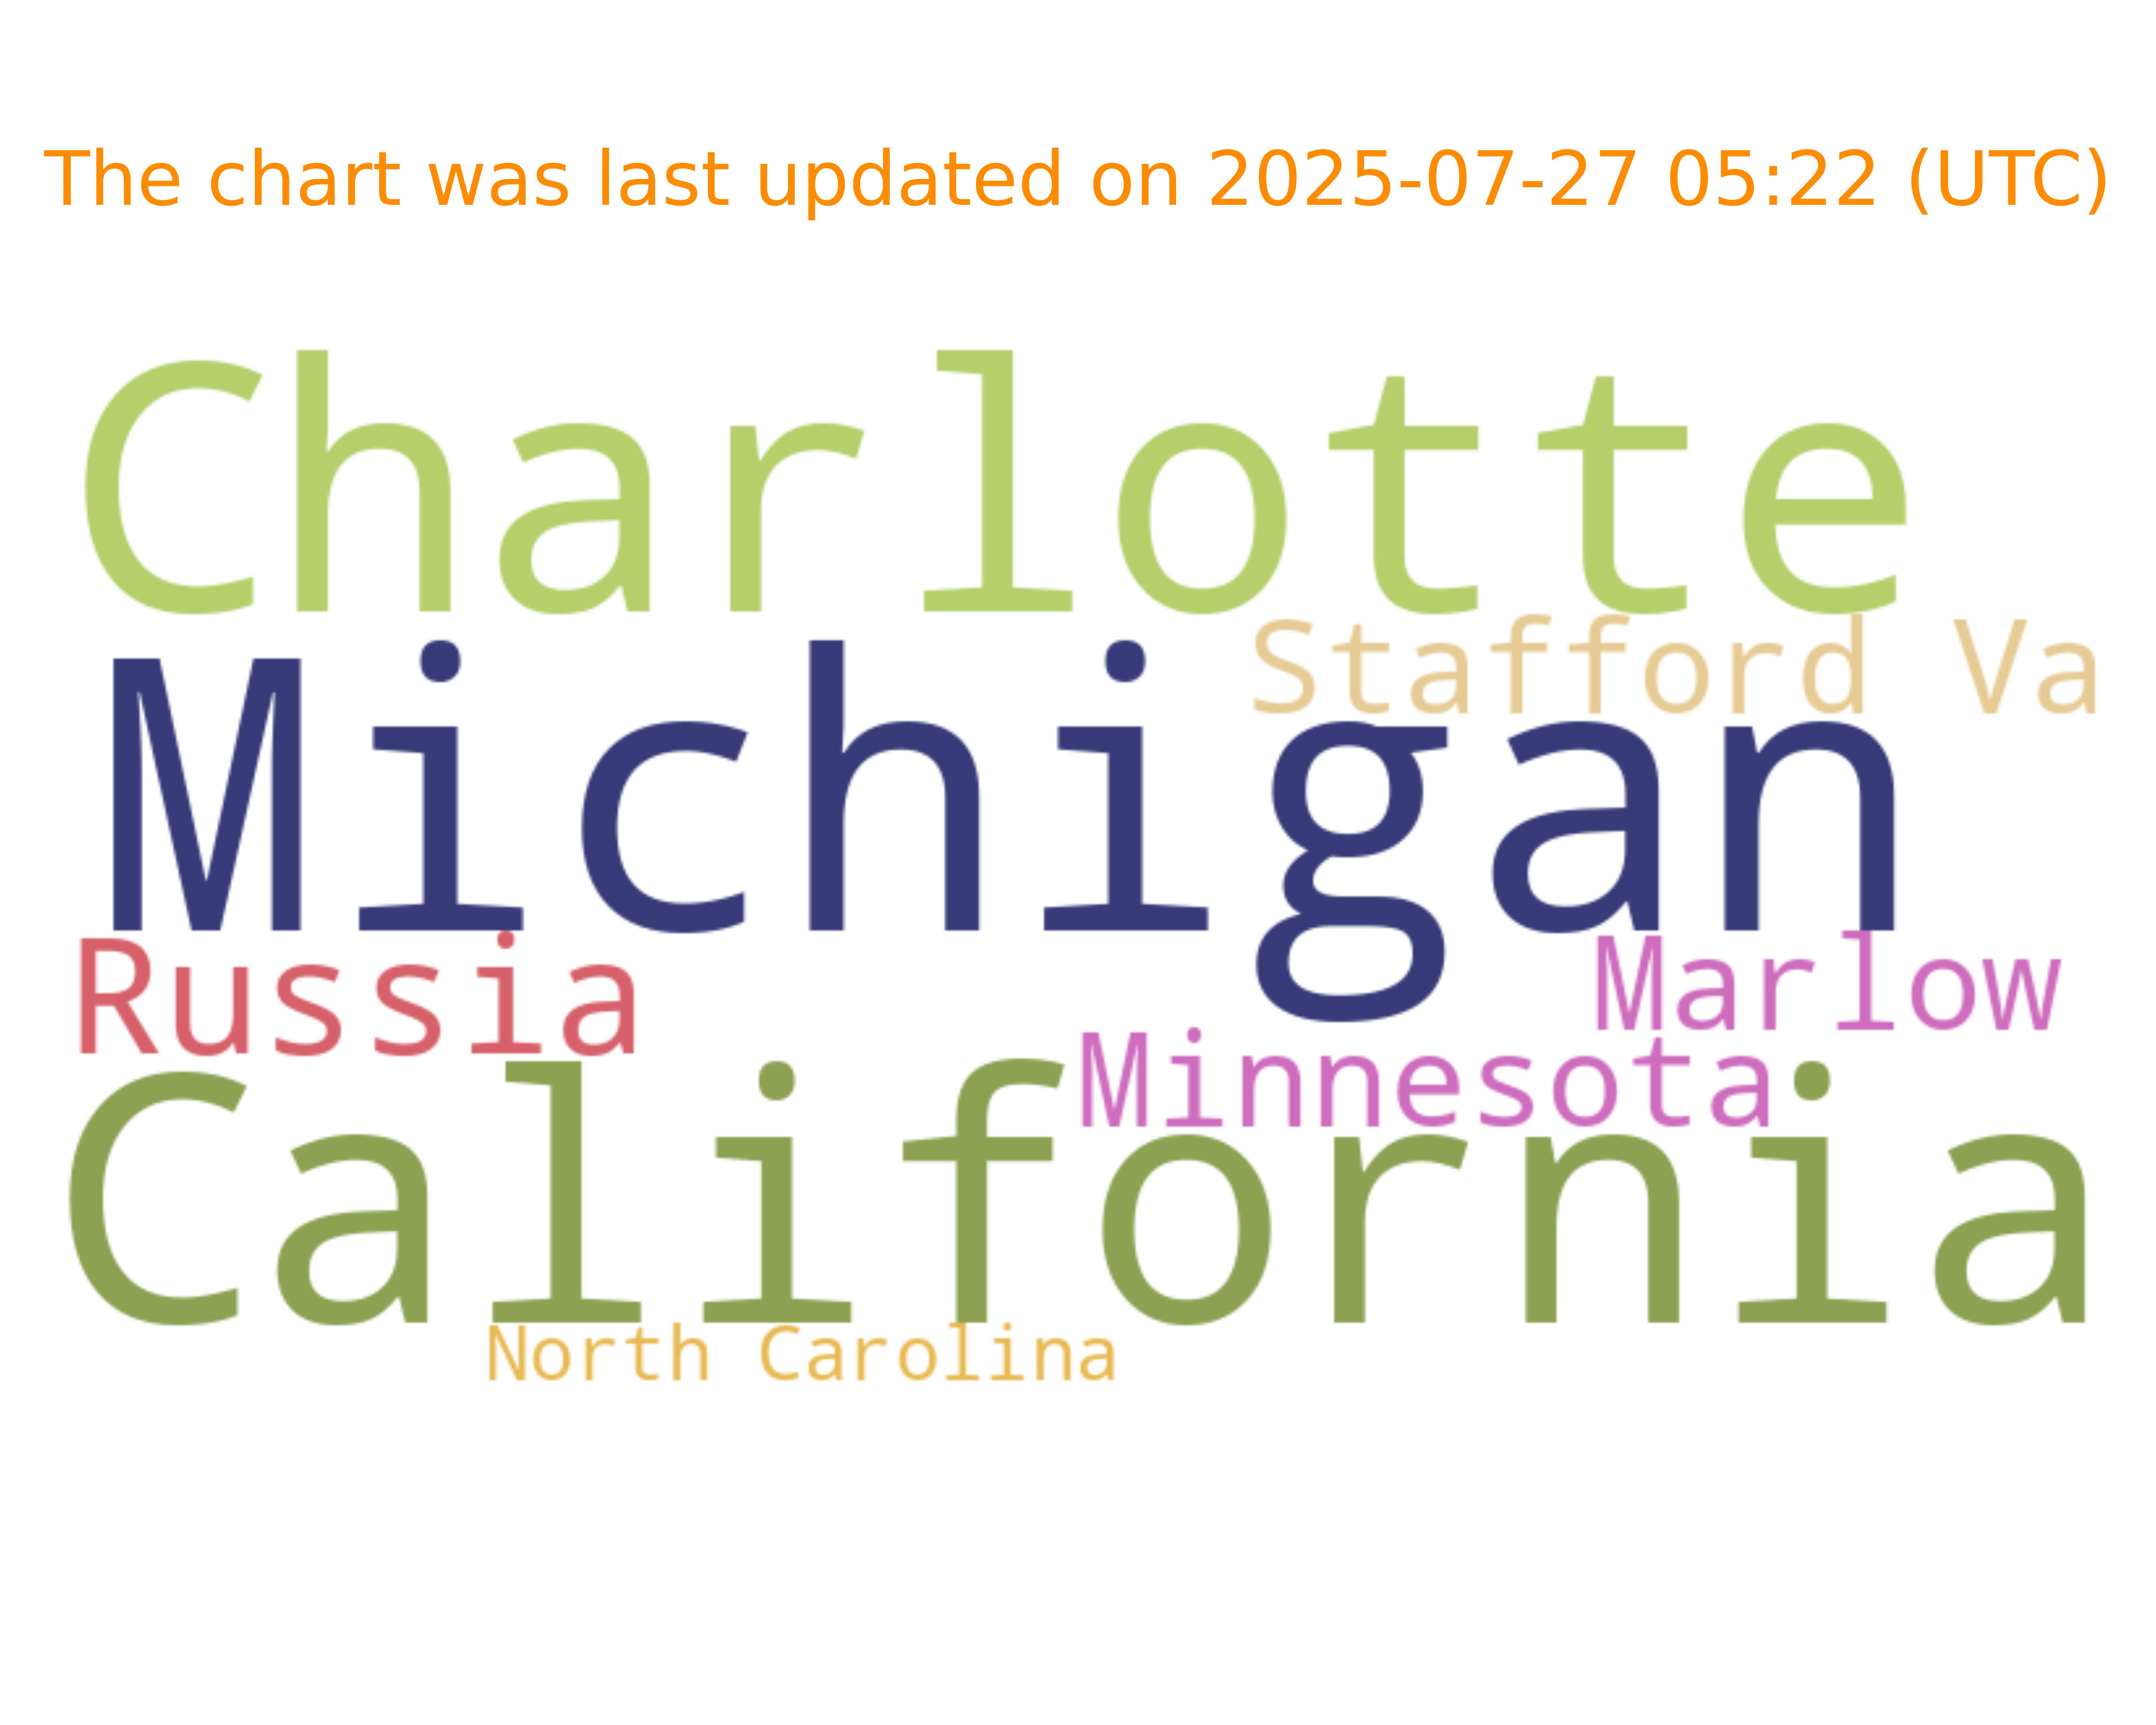 The chart was last updated on 2025-07-27 05:22 (UTC)
Charlotte
Stafford Va
Michigan
Russia
Marlow
Minnesota
California
North Carolina